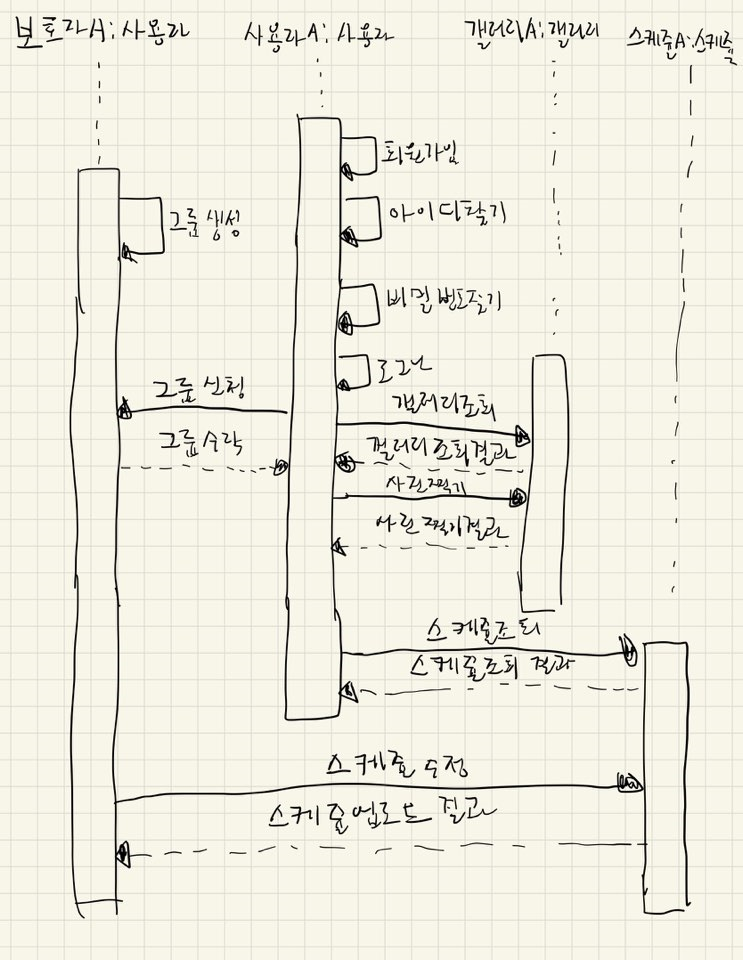 보호자A:사용자
사용자A:사용자
갤러리A:갤러리
스케줄A:스케줄
회원가입
아이디찾기
그룹생성
비밀번호찾기
로그인
그룹신청
갤러리조회
그룹수락
갤러리조회결과
사진찍기
사진찍기결과
스케줄조회
스케줄조회 결과
스케줄 수정
스케줄업로드 결과